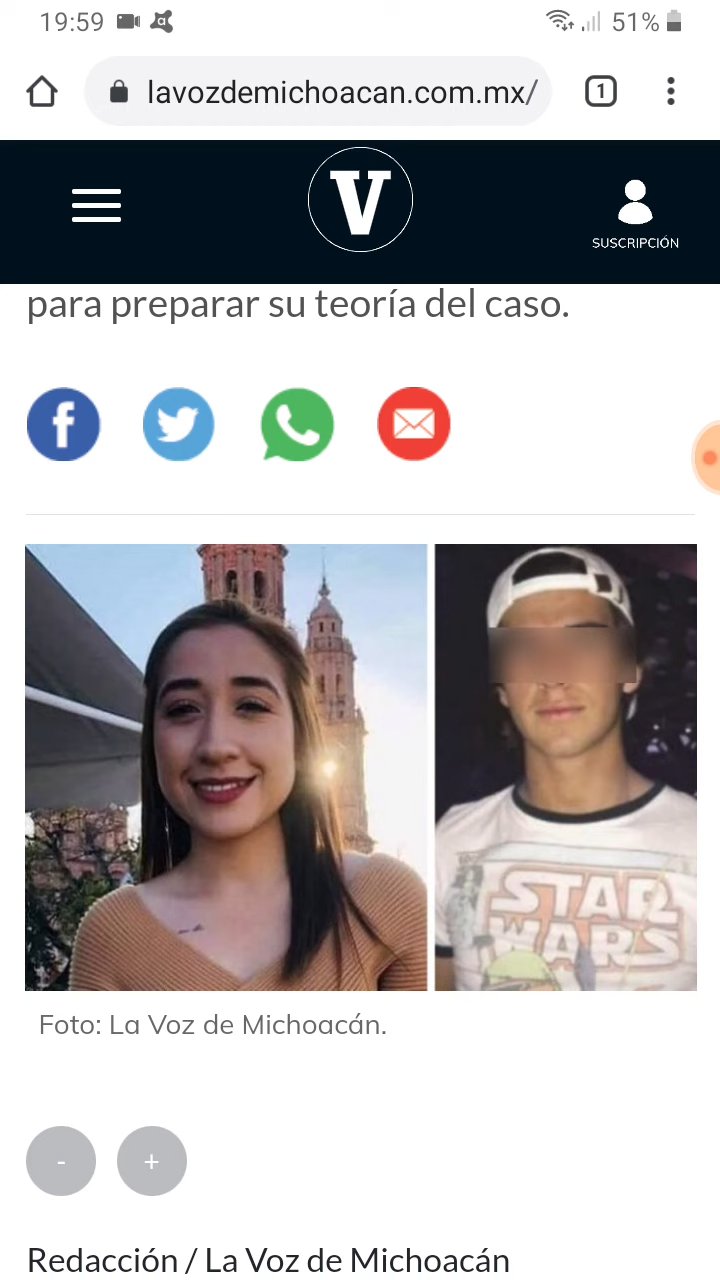 19:59
51%
lavozdemichoacan.com.mx/
1
V
SUSCRIPCIÓN
para preparar su teoría del caso.
f
STAR
WARS
Foto: La Voz de Michoacán.
- +
Redacción / La Voz de Michoacán